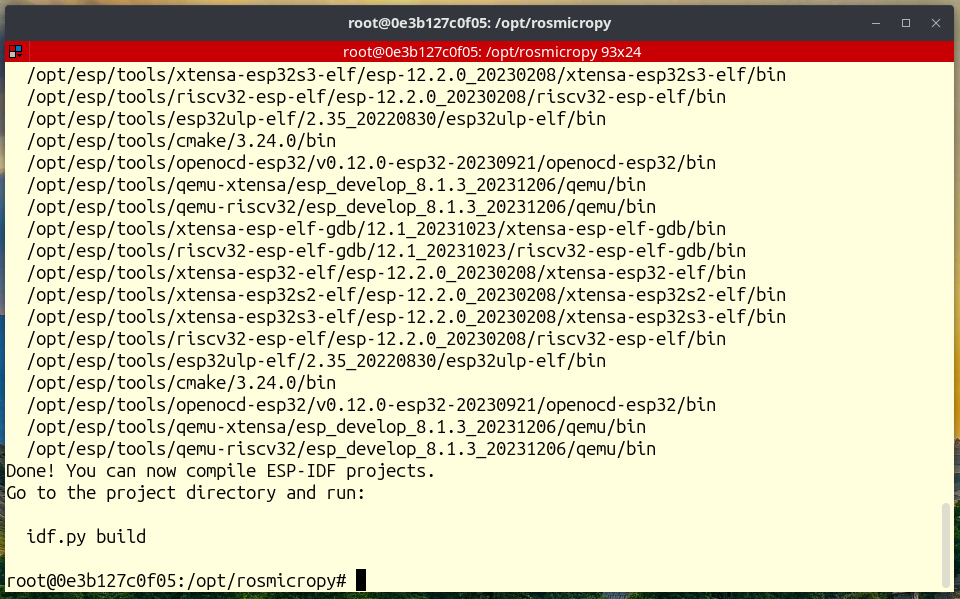 root@0e3b127c0f05: /opt/rosmicropy
root@0e3b127c0f05: /opt/rosmicropy 93x24
/opt/esp/tools/xtensa-esp32s3-elf/esp-12.2.0_20230208/xtensa-esp32s3-elf/bin
/opt/esp/tools/riscv32-esp-elf/esp-12.2.0_20230208/riscv32-esp-elf/bin
/opt/esp/tools/esp32ulp-elf/2.35_20220830/esp32ulp-elf/bin
/opt/esp/tools/cmake/3.24.0/bin
/opt/esp/tools/openocd-esp32/v0.12.0-esp32-20230921/openocd-esp32/bin
/opt/esp/tools/qemu-xtensa/esp_develop_8.1.3_20231206/qemu/bin
/opt/esp/tools/qemu-riscv32/esp_develop_8.1.3_20231206/qemu/bin
/opt/esp/tools/xtensa-esp-elf-gdb/12.1_20231023/xtensa-esp-elf-gdb/bin
/opt/esp/tools/riscv32-esp-elf-gdb/12.1_20231023/riscv32-esp-elf-gdb/bin
/opt/esp/tools/xtensa-esp32-elf/esp-12.2.0_20230208/xtensa-esp32-elf/bin
/opt/esp/tools/xtensa-esp32s2-elf/esp-12.2.0_20230208/xtensa-esp32s2-elf/bin
/opt/esp/tools/xtensa-esp32s3-elf/esp-12.2.0_20230208/xtensa-esp32s3-elf/bin
/opt/esp/tools/riscv32-esp-elf/esp-12.2.0_20230208/riscv32-esp-elf/bin
/opt/esp/tools/esp32ulp-elf/2.35_20220830/esp32ulp-elf/bin
/opt/esp/tools/cmake/3.24.0/bin
/opt/esp/tools/openocd-esp32/v0.12.0-esp32-20230921/openocd-esp32/bin
/opt/esp/tools/qemu-xtensa/esp_develop_8.1.3_20231206/qemu/bin
/opt/esp/tools/qemu-riscv32/esp_develop_8.1.3_20231206/qemu/bin
Done! You can now compile ESP-IDF projects.
Go to the project directory and run:
idf.py build
root@0e3b127c0f05:/opt/rosmicropy#